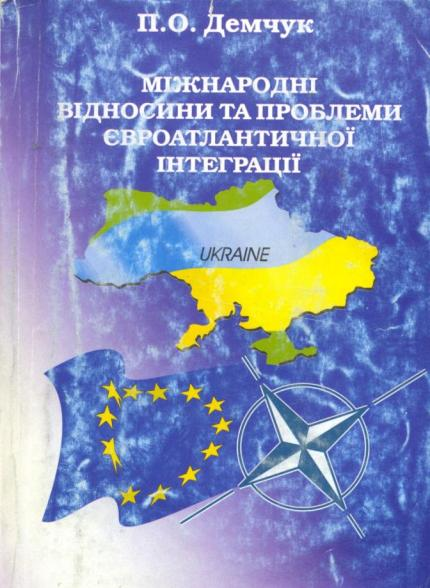 П.О. Демчук
МІЖНАРОДНІ
ВІДНОСИНИ ТА ПРОБЛЕМИ
ЄВРОАТЛАНТИЧНОЇ
ІНТЕГРАЦІЇ
UKRAINE